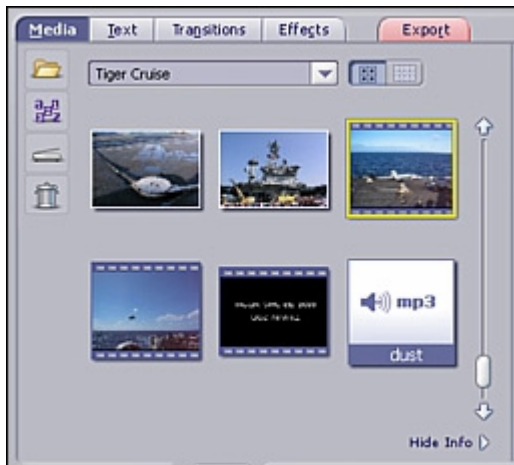 Media Text Transitions Effects Export
Tiger Cruise
mp3
dust
Hide Info